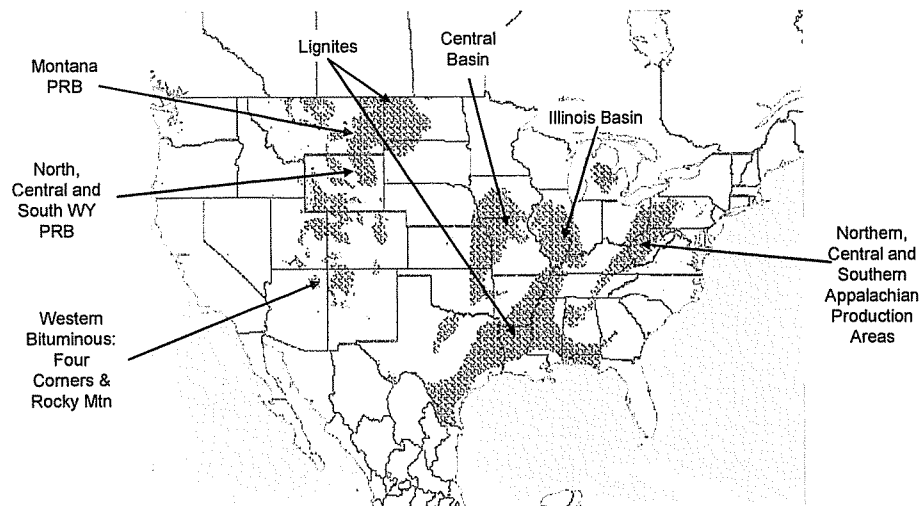 Lignites
Central
Basin
Montana
PRB
Illinois Basin
North,
Central and
South WY
PRB
Northern,
Central and
Southern
Appalachian
Production
Areas
Western
Bituminous:
Four
Corners &
Rocky Mtn